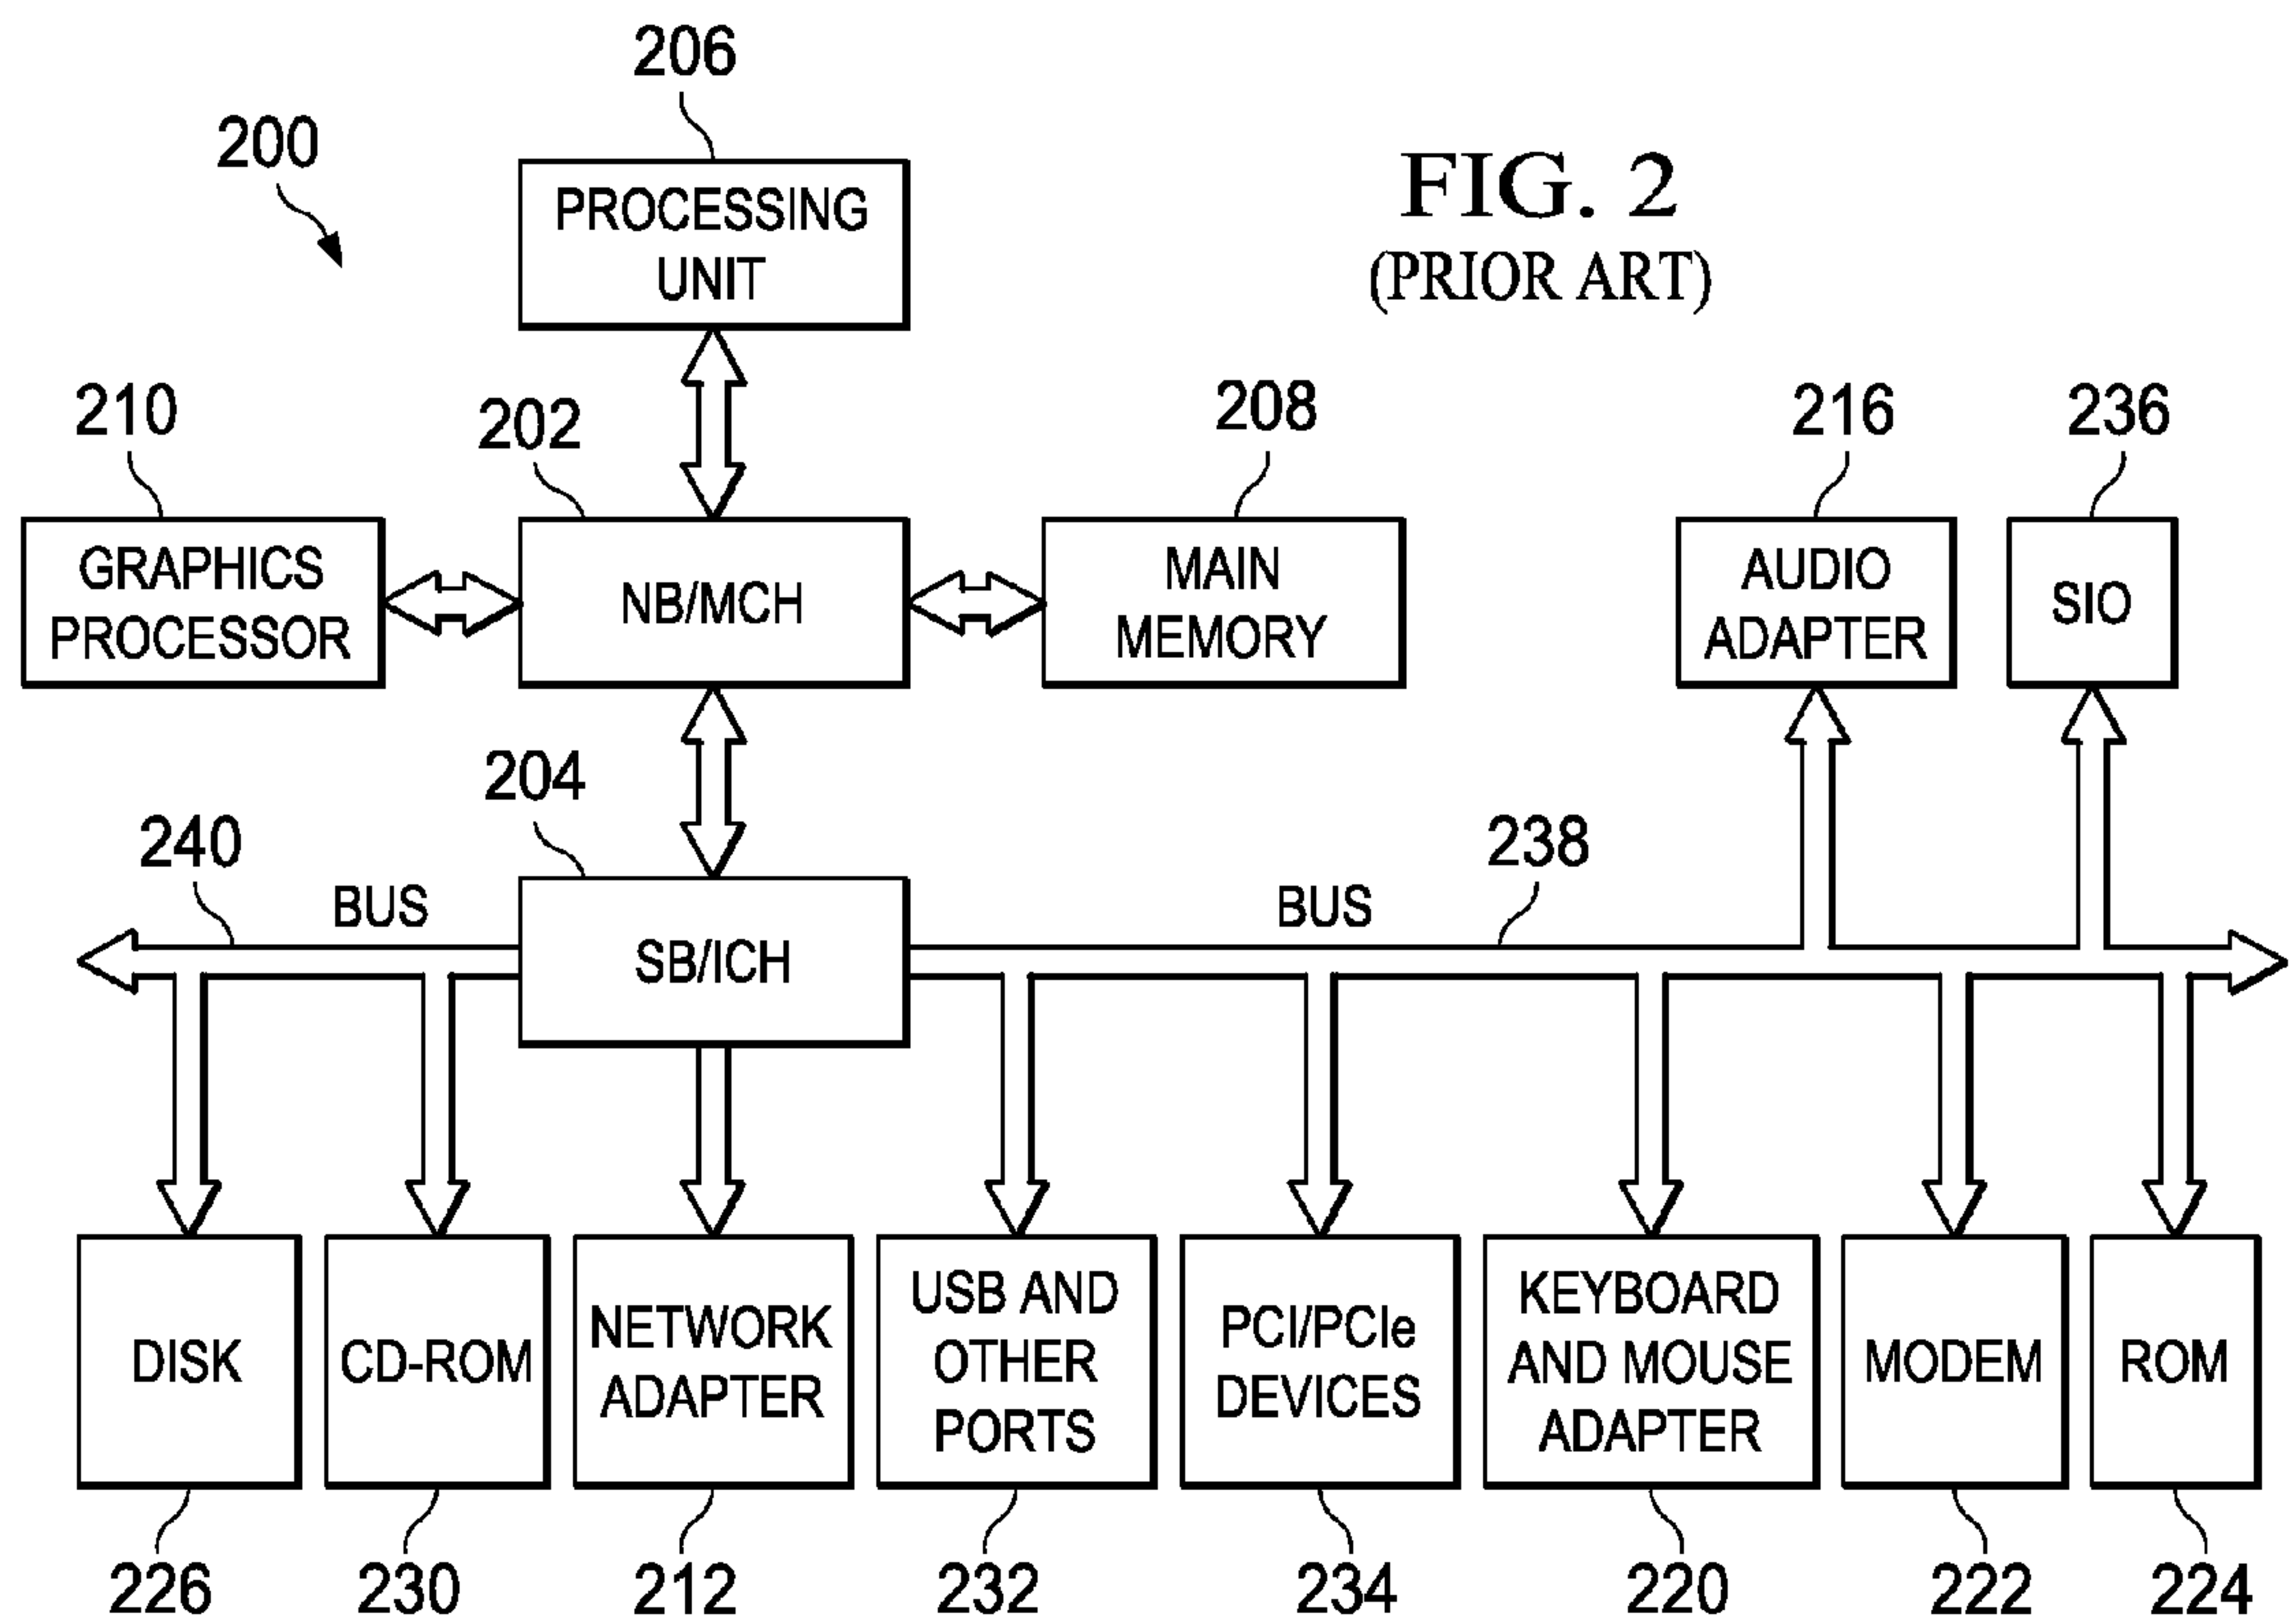 206
200
PROCESSING
UNIT
FIG. 2
(PRIOR ART)
210
202
208
216
236
GRAPHICS
PROCESSOR
NB/MCH
MAIN
MEMORY
AUDIO
ADAPTER
SIO
204
240
BUS
SB/ICH
BUS
238
DISK
CD-ROM
NETWORK
ADAPTER
USB AND
OTHER
PORTS
PCI/PCIe
DEVICES
KEYBOARD
AND MOUSE
ADAPTER
MODEM
ROM
226
230
212
232
234
220
222
224